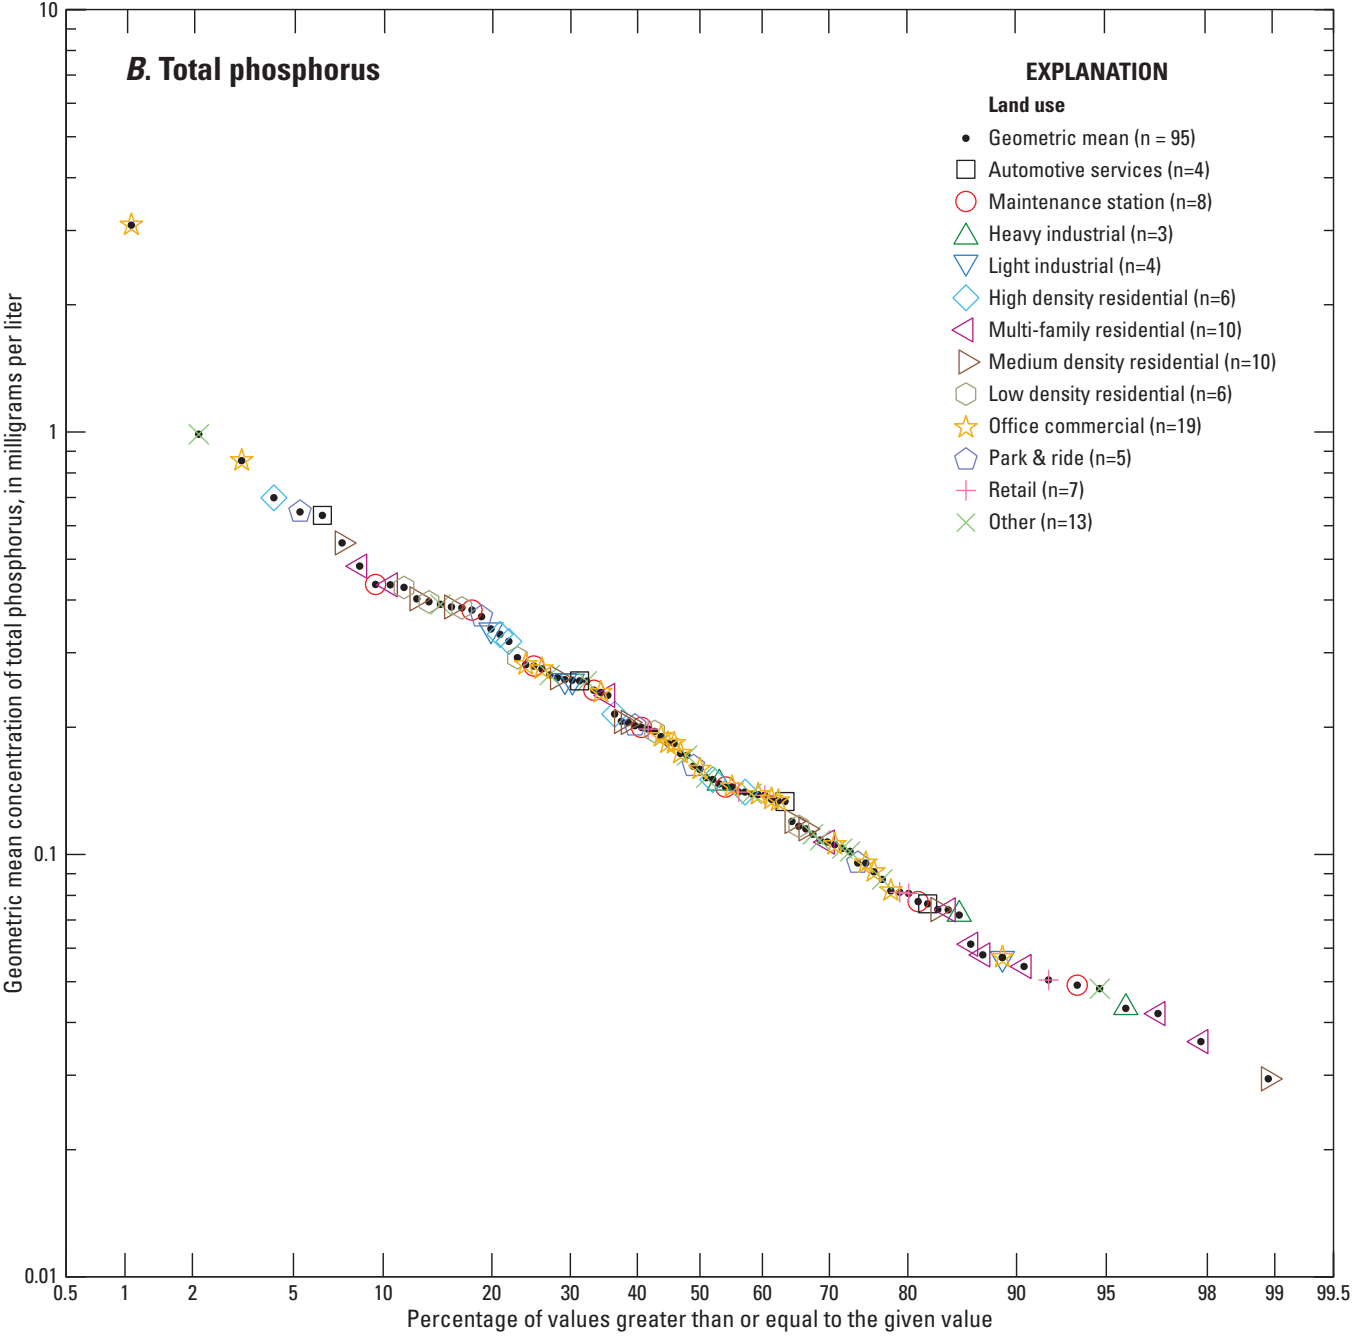 B. Total phosphorus
EXPLANATION
Land use
Geometric mean (n = 95)
Automotive services (n=4)
Maintenance station (n=8)
Heavy industrial (n=3)
Light industrial (n=4)
High density residential (n=6)
Multi-family residential (n=10)
Medium density residential (n=10)
Low density residential (n=6)
Office commercial (n=19)
Park & ride (n=5)
Retail (n=7)
Other (n=13)
Geometric mean concentration of total phosphorus, in milligrams per liter
10
1
0.1
0.01
0.5 1 2 5 10 20 30 40 50 60 70 80 90 95 98 99 99.5
Percentage of values greater than or equal to the given value